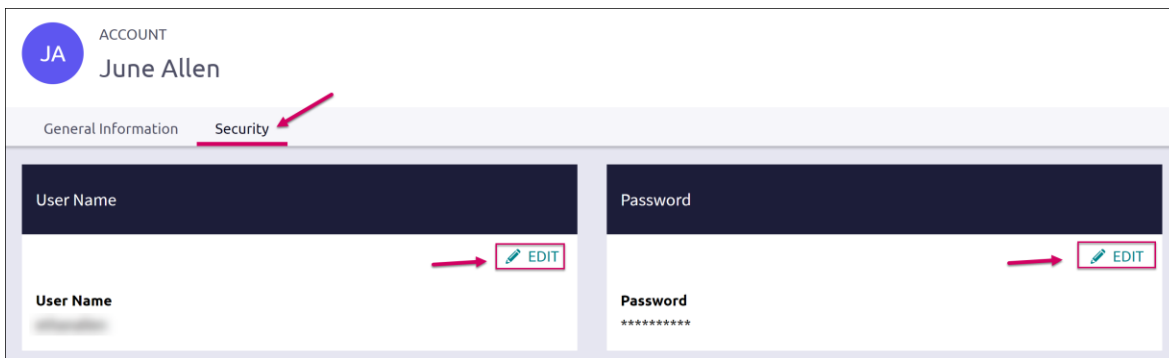 JA
ACCOUNT
June Allen
General Information
Security
User Name
Password
EDIT
EDIT
User Name
Password
**********